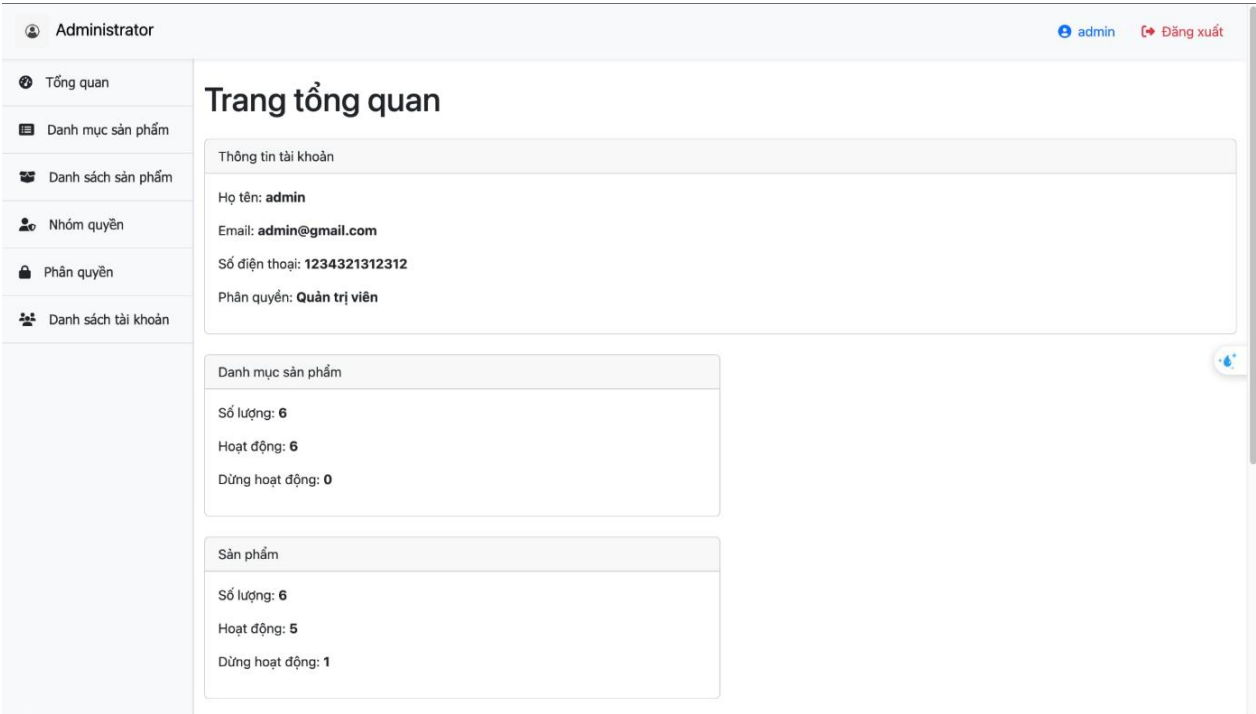 Administrator
admin
Đăng xuất
Tổng quan
Danh mục sản phẩm
Danh sách sản phẩm
Nhóm quyền
Phân quyền
Danh sách tài khoản
Trang tổng quan
Thông tin tài khoản
Họ tên: admin
Email: admin@gmail.com
Số điện thoại: 1234321312312
Phân quyền: Quản trị viên
Danh mục sản phẩm
Số lượng: 6
Hoạt động: 6
Dừng hoạt động: 0
Sản phẩm
Số lượng: 6
Hoạt động: 5
Dừng hoạt động: 1